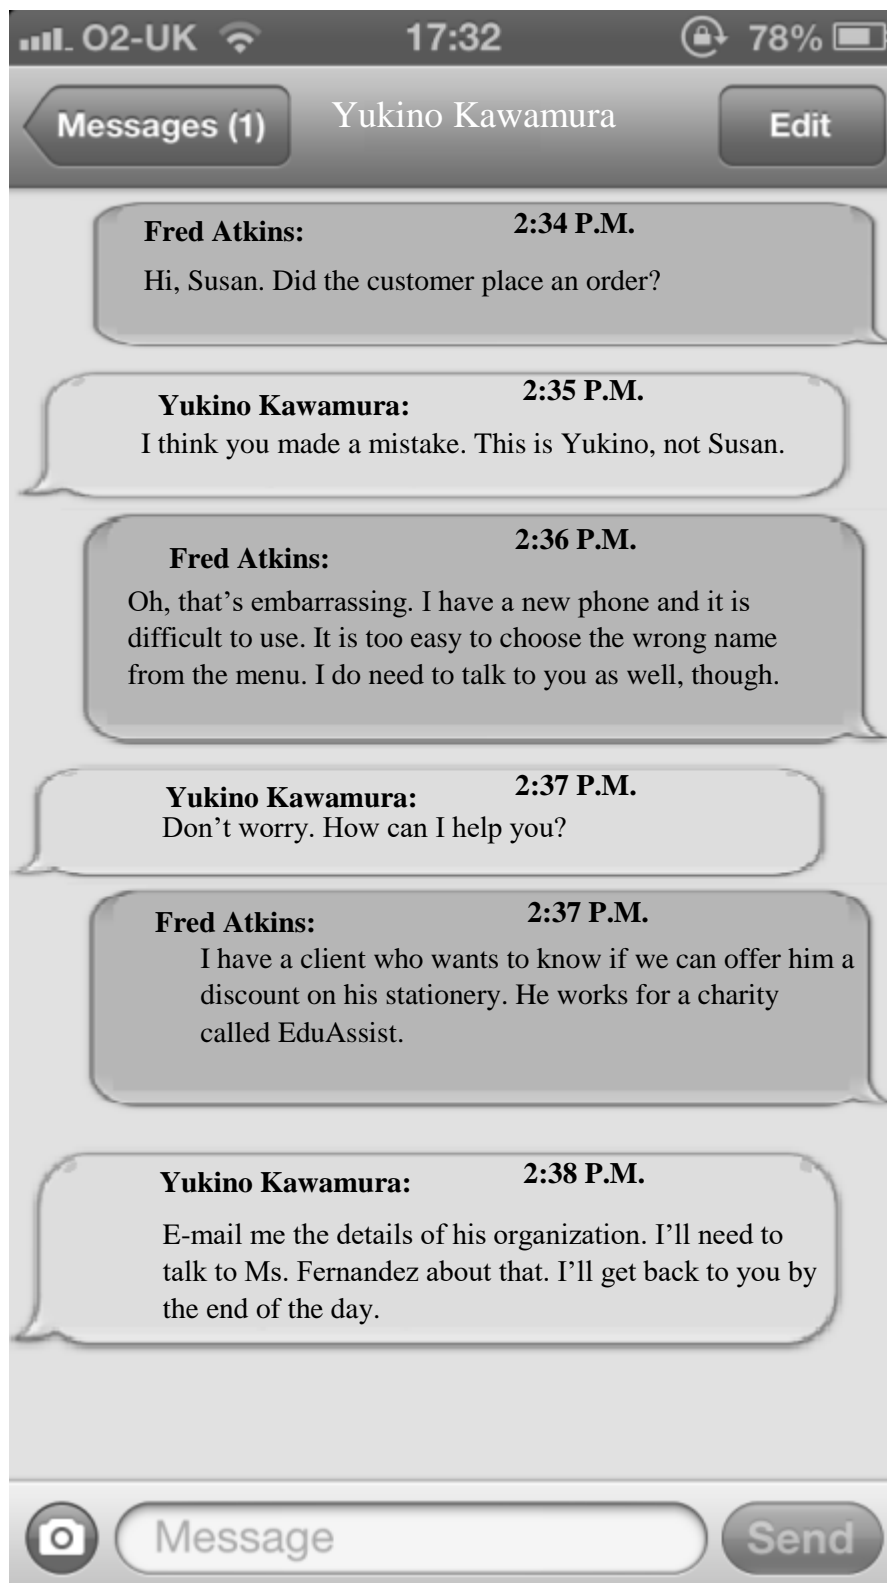 O2-UK 17:32 78%
Messages (1) Yukino Kawamura Edit
Fred Atkins: 2:34 P.M.
Hi, Susan. Did the customer place an order?
Yukino Kawamura: 2:35 P.M.
I think you made a mistake. This is Yukino, not Susan.
Fred Atkins: 2:36 P.M.
Oh, that’s embarrassing. I have a new phone and it is
difficult to use. It is too easy to choose the wrong name
from the menu. I do need to talk to you as well, though.
Yukino Kawamura: 2:37 P.M.
Don’t worry. How can I help you?
Fred Atkins: 2:37 P.M.
I have a client who wants to know if we can offer him a
discount on his stationery. He works for a charity
called EduAssist.
Yukino Kawamura: 2:38 P.M.
E-mail me the details of his organization. I’ll need to
talk to Ms. Fernandez about that. I’ll get back to you by
the end of the day.
Message Send